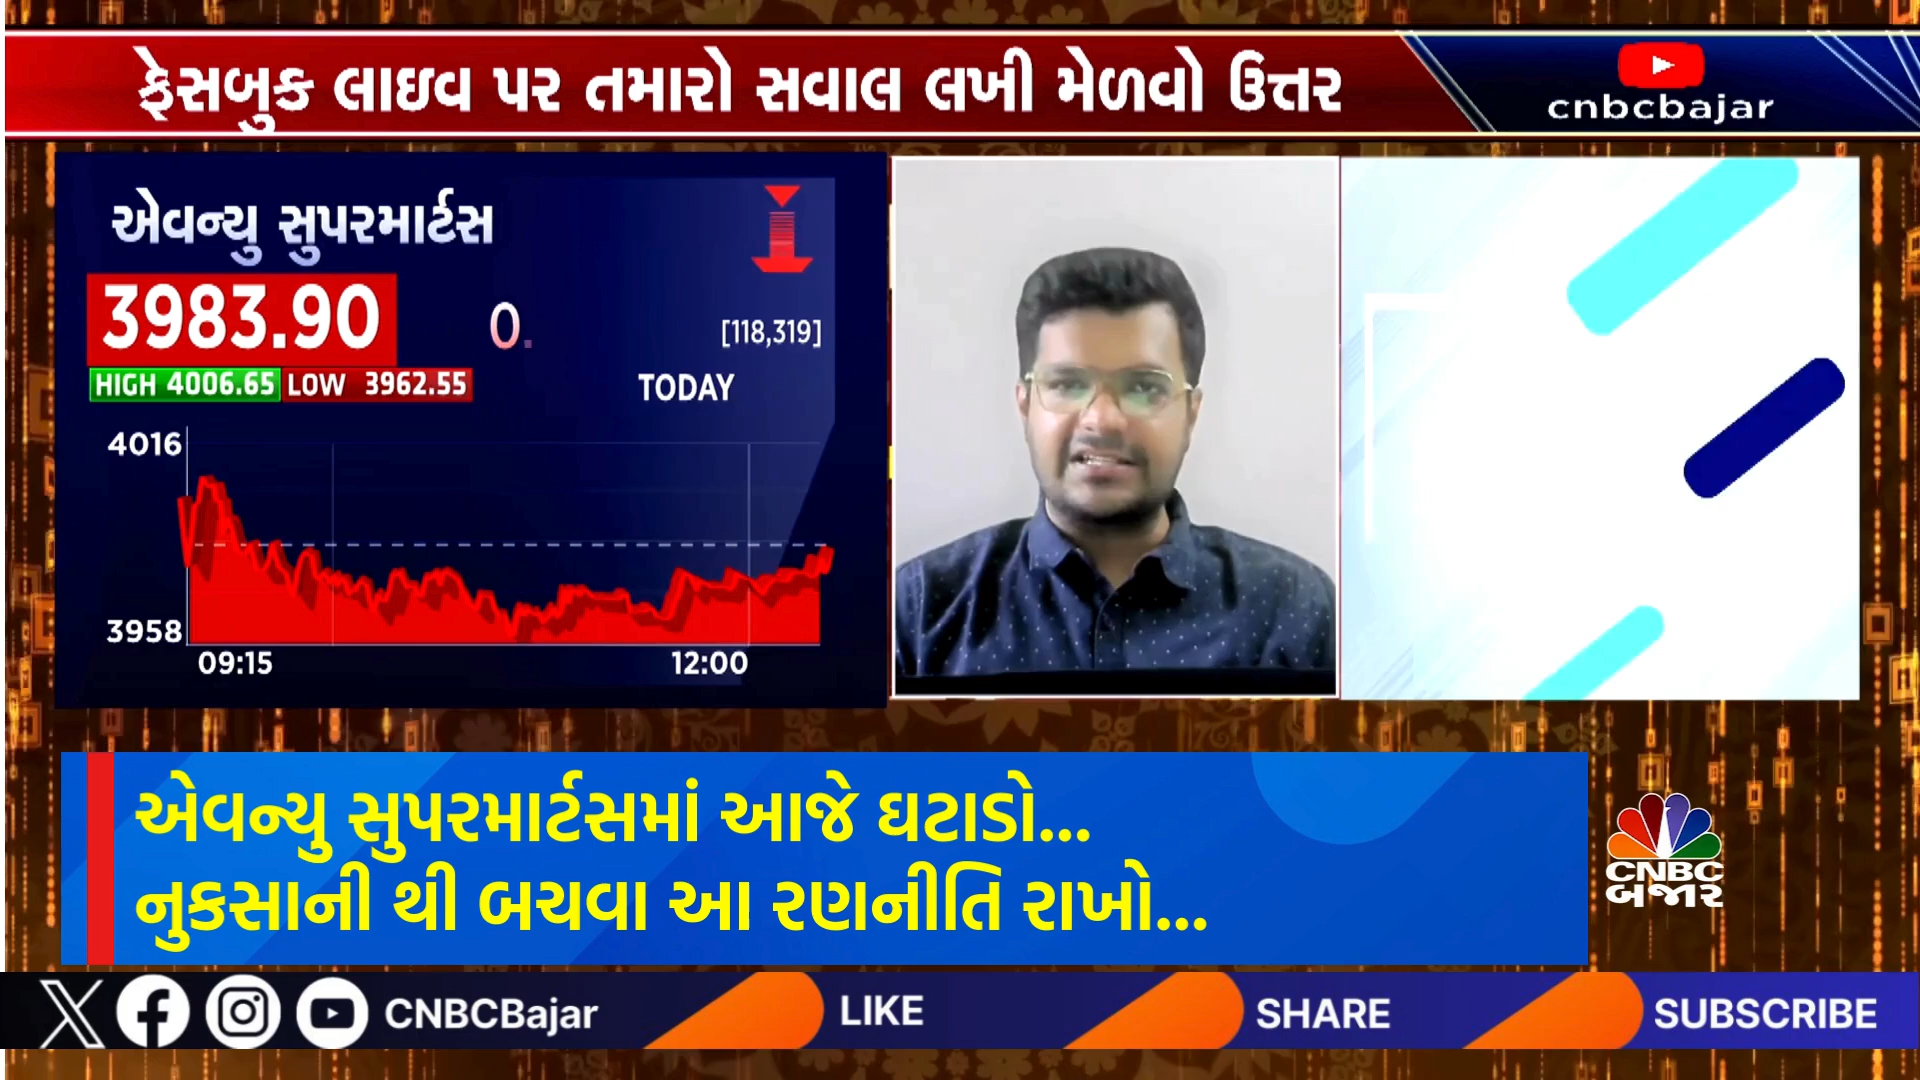 ફેસબુક લાઇવ પર તમારો સવાલ લખી મેળવો ઉત્તર
cnbcbajar
એવન્યુ સુપરમાર્ટસ
3983.90
0.
[118,319]
HIGH 4006.65 LOW 3962.55
TODAY
4016
3958
09:15
12:00
એવન્યુ સુપરમાર્ટસમાં આજે ઘટાડો...
નુકસાની થી બચવા આ રણનીતિ રાખો...
CNBC
બજાર
CNBCBajar
LIKE
SHARE
SUBSCRIBE